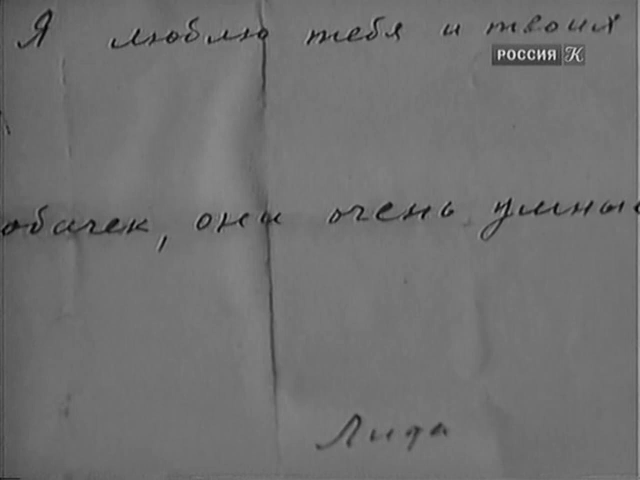 Я люблю тебя и твоих
РОССИЯ К
обачек, они очень умны
Лида